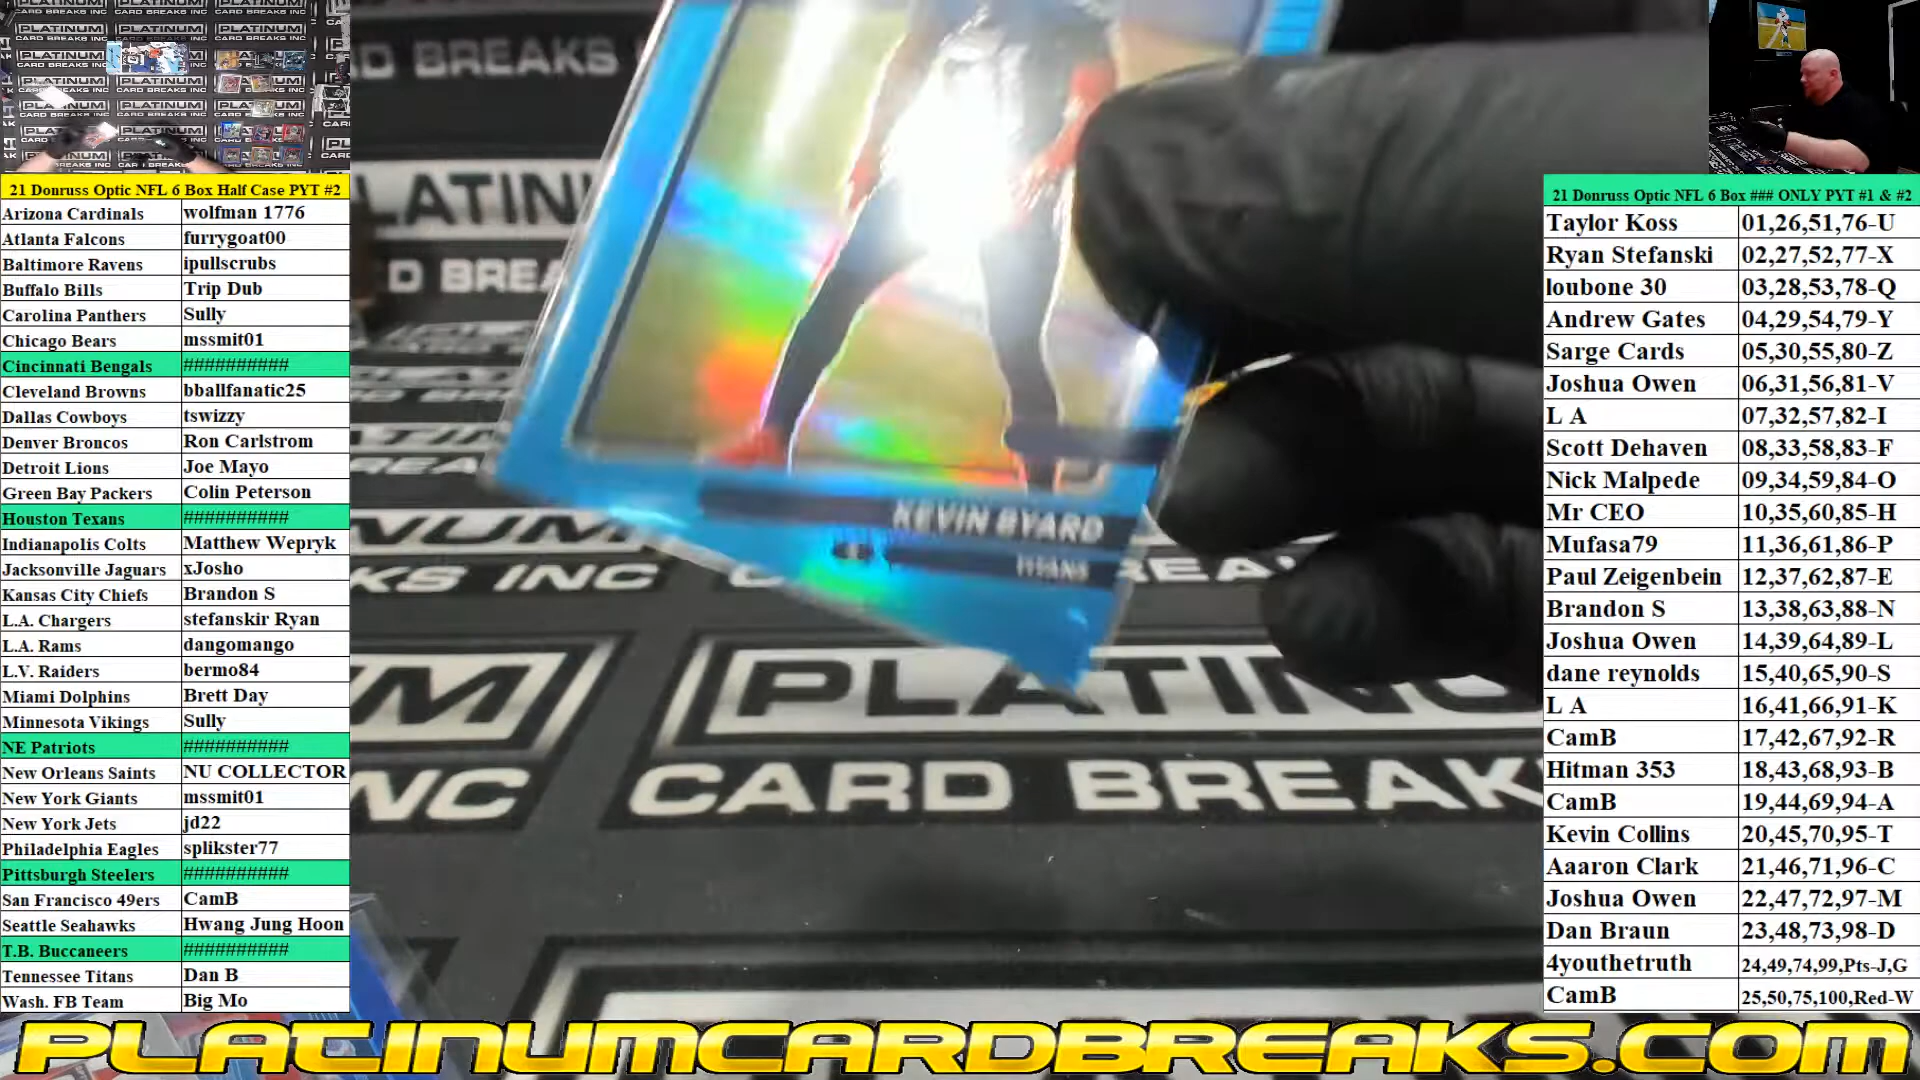 21 Donruss Optic NFL 6 Box Half Case PYT #2
Arizona Cardinals wolfman 1776
Atlanta Falcons furrygoat00
Baltimore Ravens ipullscrubs
Buffalo Bills Trip Dub
Carolina Panthers Sully
Chicago Bears mssmit01
Cincinnati Bengals ##########
Cleveland Browns bballfanatic25
Dallas Cowboys tswizzy
Denver Broncos Ron Carlstrom
Detroit Lions Joe Mayo
Green Bay Packers Colin Peterson
Houston Texans ##########
Indianapolis Colts Matthew Wepryk
Jacksonville Jaguars xJosho
Kansas City Chiefs Brandon S
L.A. Chargers stefanskir Ryan
L.A. Rams dangomango
L.V. Raiders bermo84
Miami Dolphins Brett Day
Minnesota Vikings Sully
NE Patriots ##########
New Orleans Saints NU COLLECTOR
New York Giants mssmit01
New York Jets jd22
Philadelphia Eagles splikster77
Pittsburgh Steelers ##########
San Francisco 49ers CamB
Seattle Seahawks Hwang Jung Hoon
T.B. Buccaneers ##########
Tennessee Titans Dan B
Wash. FB Team Big Mo
D BREAKS
PLATIN
D BREA
KEVIN BYARD
TITANS
NUM
KS INC
PLATINU
CARD BREAK
NC
21 Donruss Optic NFL 6 Box ### ONLY PYT #1 & #2
Taylor Koss 01,26,51,76-U
Ryan Stefanski 02,27,52,77-X
loubone 30 03,28,53,78-Q
Andrew Gates 04,29,54,79-Y
Sarge Cards 05,30,55,80-Z
Joshua Owen 06,31,56,81-V
L A 07,32,57,82-I
Scott Dehaven 08,33,58,83-F
Nick Malpede 09,34,59,84-O
Mr CEO 10,35,60,85-H
Mufasa79 11,36,61,86-P
Paul Zeigenbein 12,37,62,87-E
Brandon S 13,38,63,88-N
Joshua Owen 14,39,64,89-L
dane reynolds 15,40,65,90-S
L A 16,41,66,91-K
CamB 17,42,67,92-R
Hitman 353 18,43,68,93-B
CamB 19,44,69,94-A
Kevin Collins 20,45,70,95-T
Aaaron Clark 21,46,71,96-C
Joshua Owen 22,47,72,97-M
Dan Braun 23,48,73,98-D
4youthetruth 24,49,74,99,Pts-J,G
CamB 25,50,75,100,Red-W
PLATINUMCARDBREAKS.COM